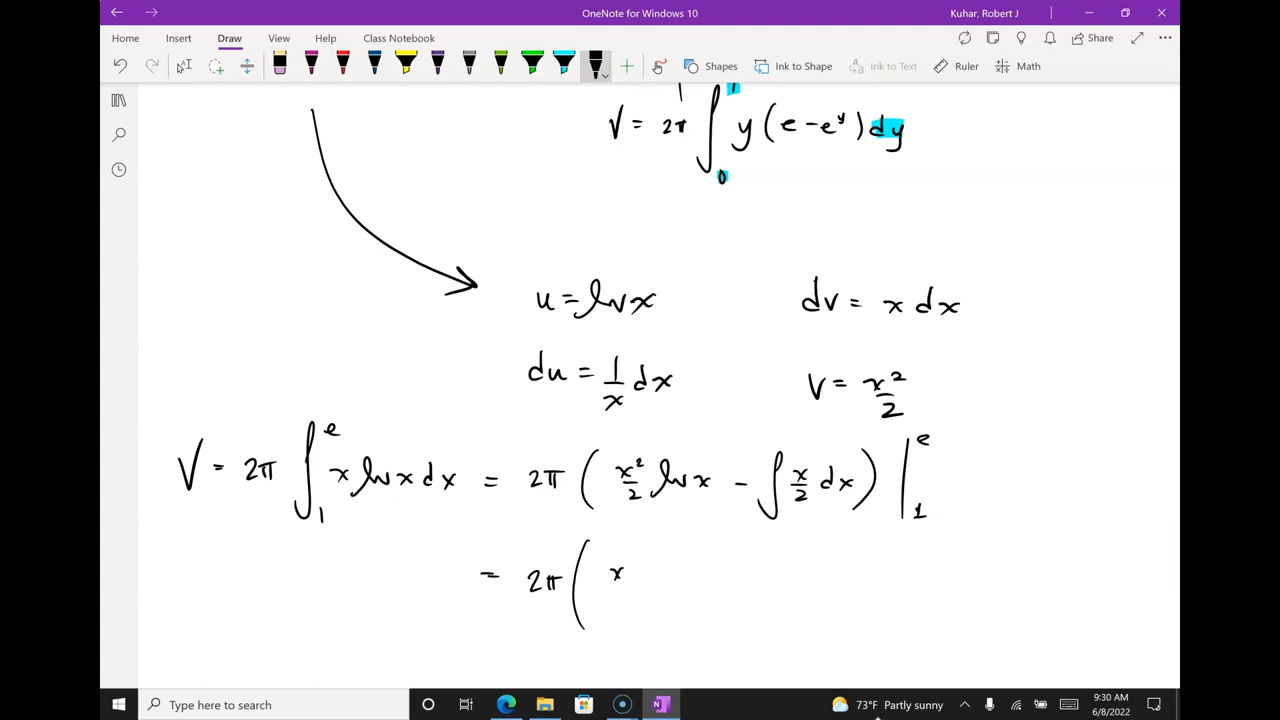 OneNote for Windows 10
Kuhar, Robert J
Home Insert Draw View Help Class Notebook
Share
Shapes Ink to Shape Ink to Text Ruler Math
V = 2π ∫₀¹ y(e - e^y) dy
u = ln x dv = x dx
du = 1/x dx v = x²/2
V = 2π ∫₁^e x ln x dx = 2π ( x²/2 ln x - ∫ x/2 dx ) |₁^e
= 2π ( x
Type here to search
73°F Partly sunny
9:30 AM
6/8/2022